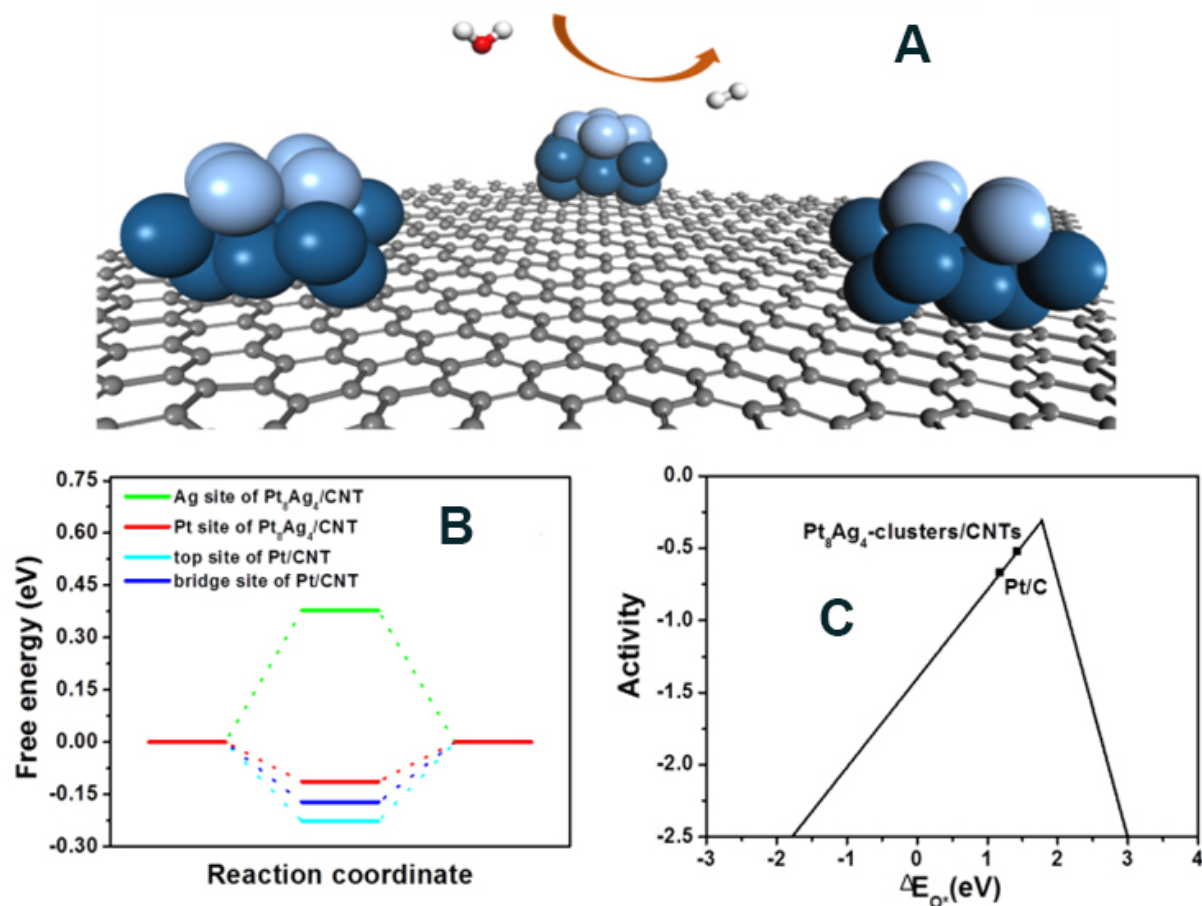 A
0.75
0.60
0.45
0.30
0.15
0.00
-0.15
-0.30
Free energy (eV)
Ag site of Pt₈Ag₄/CNT
Pt site of Pt₈Ag₄/CNT
top site of Pt/CNT
bridge site of Pt/CNT
B
Reaction coordinate
0.0
-0.5
-1.0
-1.5
-2.0
-2.5
Activity
Pt₈Ag₄-clusters/CNTs
Pt/C
C
-3 -2 -1 0 1 2 3 4
ΔE_O*(eV)